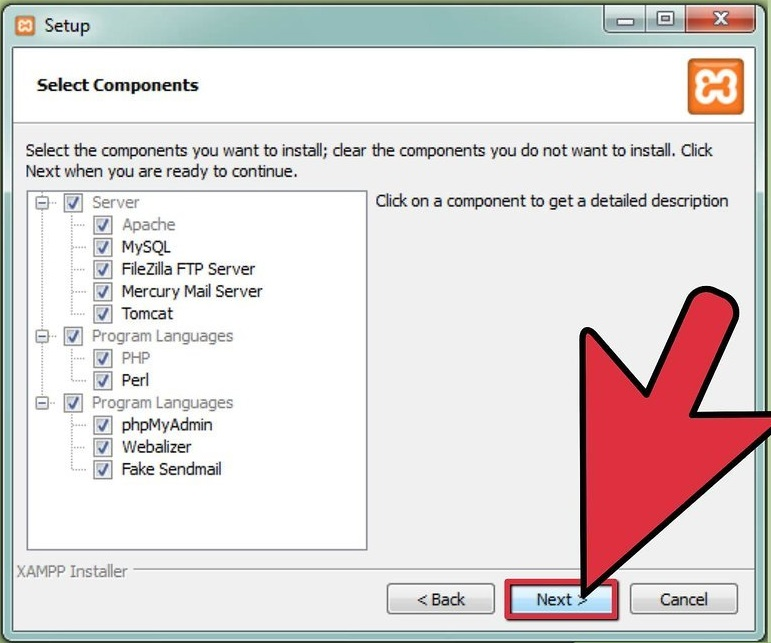 Setup
Select Components
Select the components you want to install; clear the components you do not want to install. Click
Next when you are ready to continue.
Server
Apache
MySQL
FileZilla FTP Server
Mercury Mail Server
Tomcat
Program Languages
PHP
Perl
Program Languages
phpMyAdmin
Webalizer
Fake Sendmail
Click on a component to get a detailed description
XAMPP Installer
< Back
Next >
Cancel